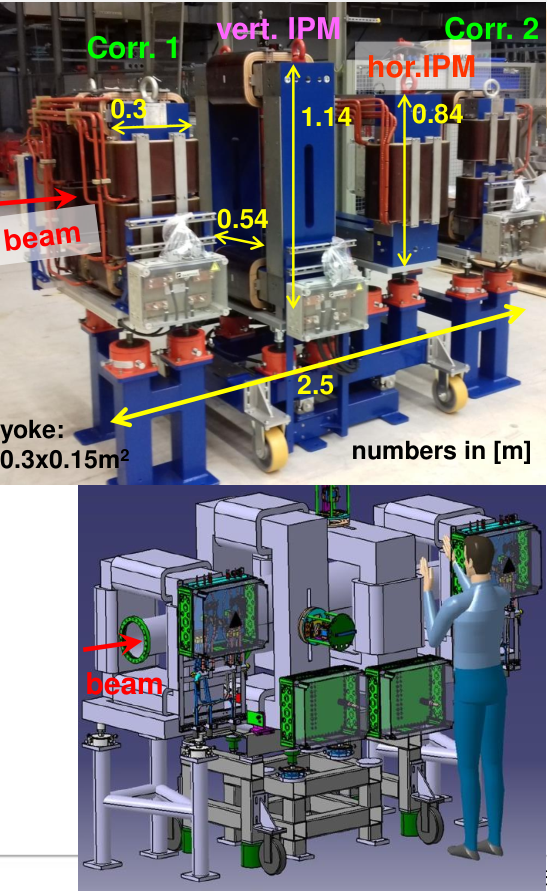 vert. IPM
Corr. 2
Corr. 1
hor.IPM
0.3
1.14
0.84
0.54
beam
2.5
yoke:
0.3x0.15m²
numbers in [m]
beam